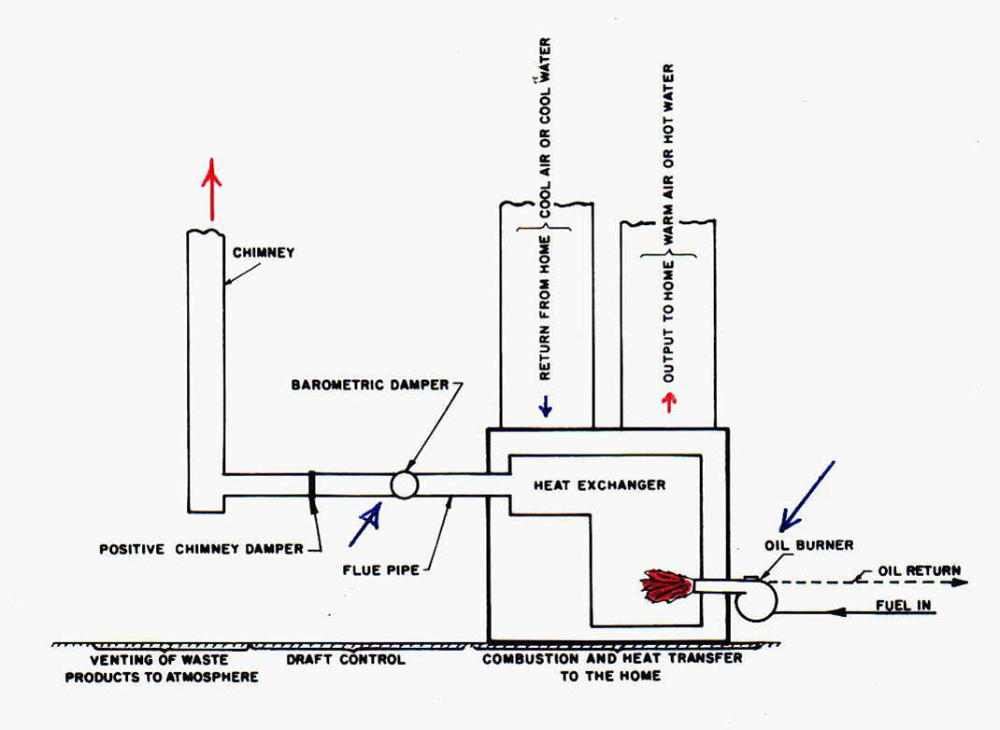 RETURN FROM HOME COOL AIR OR COOL WATER
OUTPUT TO HOME WARM AIR OR HOT WATER
CHIMNEY
BAROMETRIC DAMPER
HEAT EXCHANGER
POSITIVE CHIMNEY DAMPER
FLUE PIPE
OIL BURNER
OIL RETURN
FUEL IN
VENTING OF WASTE
PRODUCTS TO ATMOSPHERE
DRAFT CONTROL
COMBUSTION AND HEAT TRANSFER
TO THE HOME